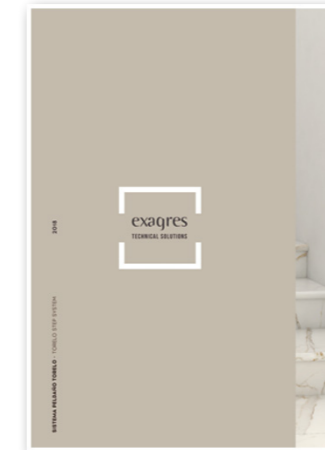 exagres
TECHNICAL SOLUTIONS
2018
SISTEMA PELDAÑO TORELO · TORELO STEP SYSTEM